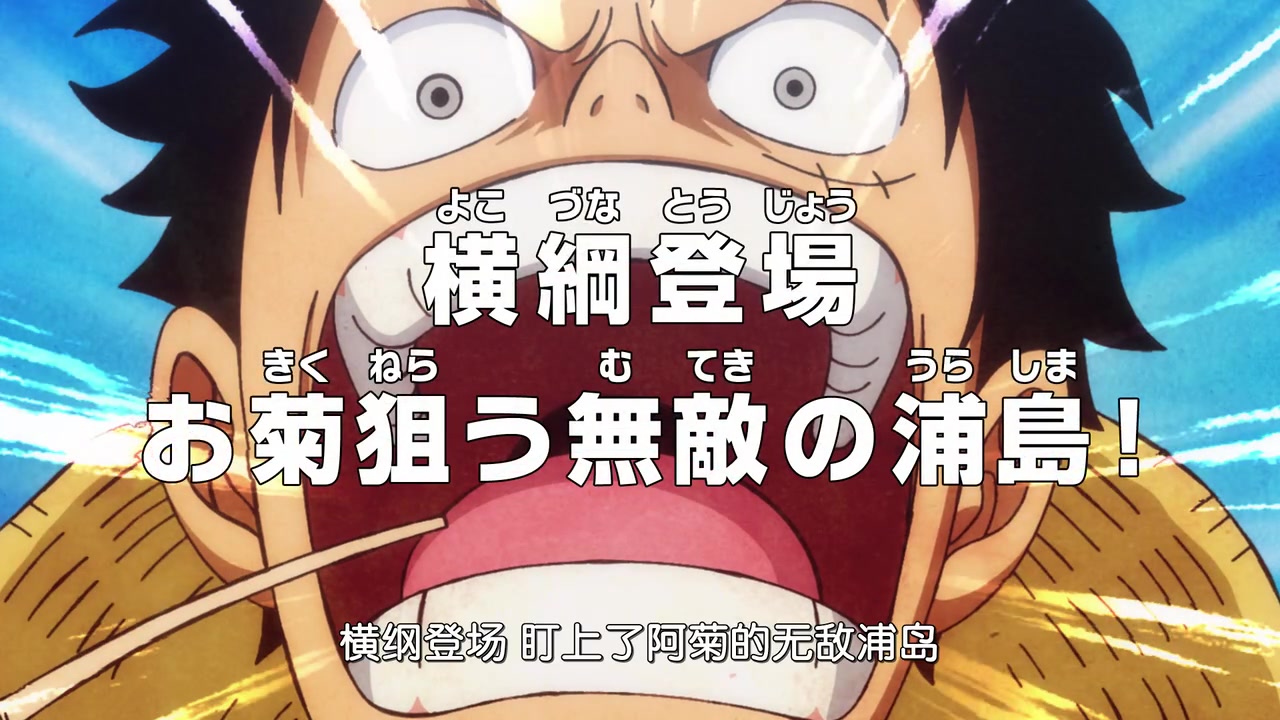 よこ づな とう じょう
横綱登場
きく ねら む てき うら しま
お菊狙う無敵の浦島!
横纲登场 盯上了阿菊的无敌浦岛